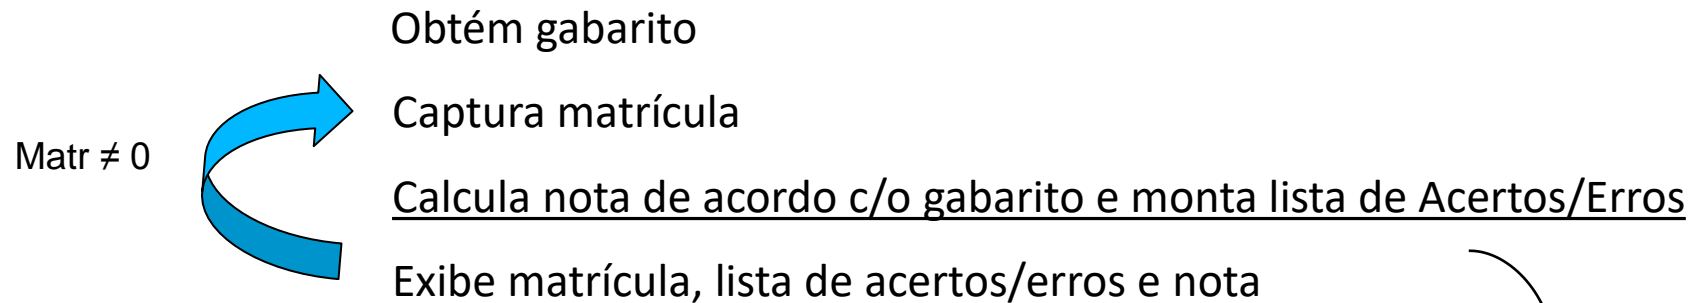 Obtém gabarito
Captura matrícula
Matr ≠ 0
Calcula nota de acordo c/o gabarito e monta lista de Acertos/Erros
Exibe matrícula, lista de acertos/erros e nota